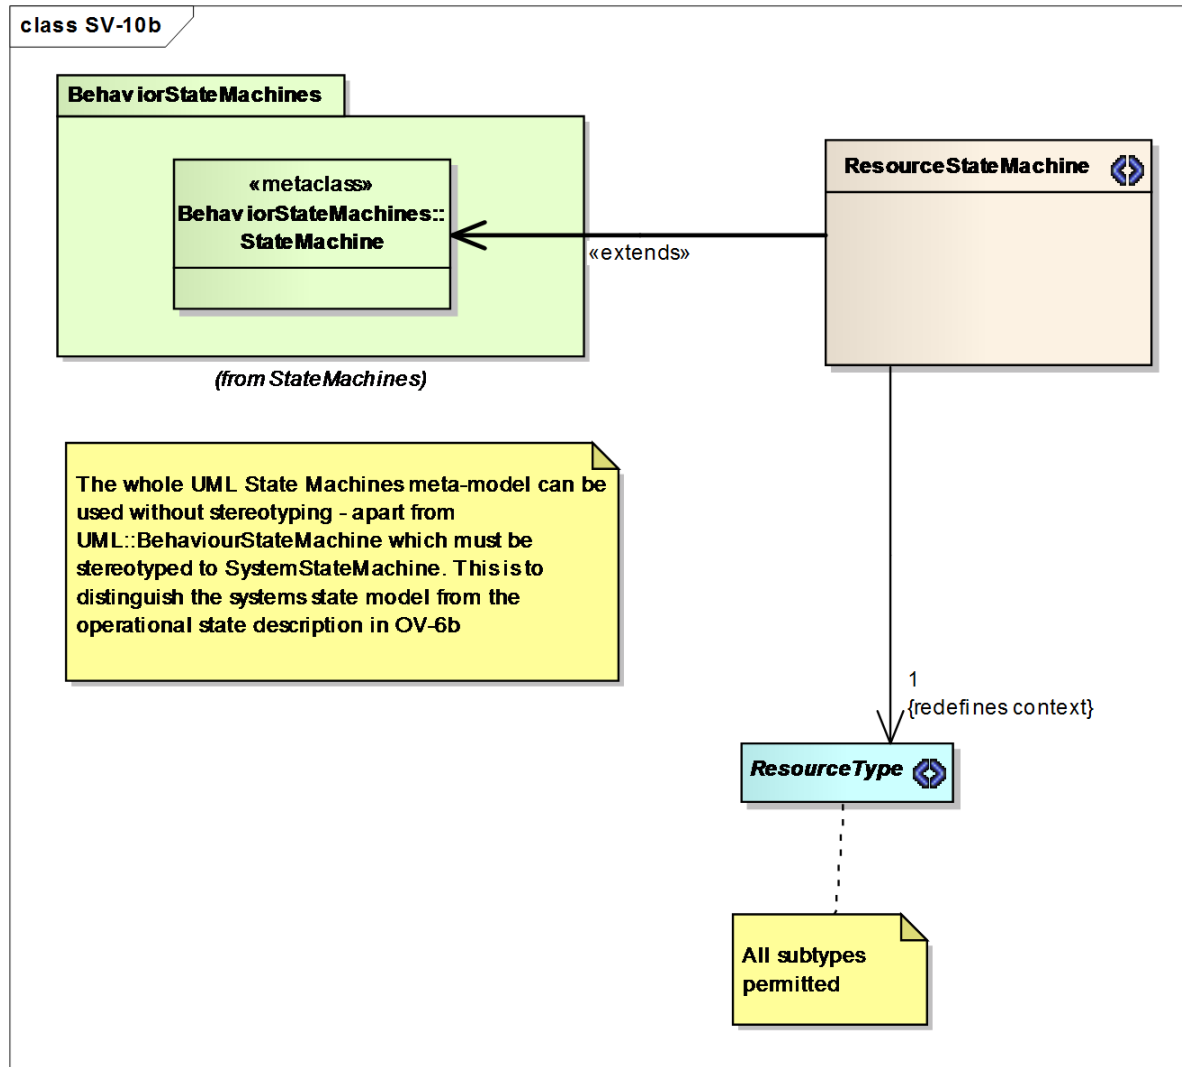 class SV-10b
BehaviorStateMachines
«metaclass»
BehaviorStateMachines::
StateMachine
ResourceStateMachine
«extends»
(from StateMachines)
The whole UML State Machines meta-model can be
used without stereotyping - apart from
UML::BehaviourStateMachine which must be
stereotyped to SystemStateMachine. This is to
distinguish the systems state model from the
operational state description in OV-6b
1
{redefines context}
ResourceType
All subtypes
permitted